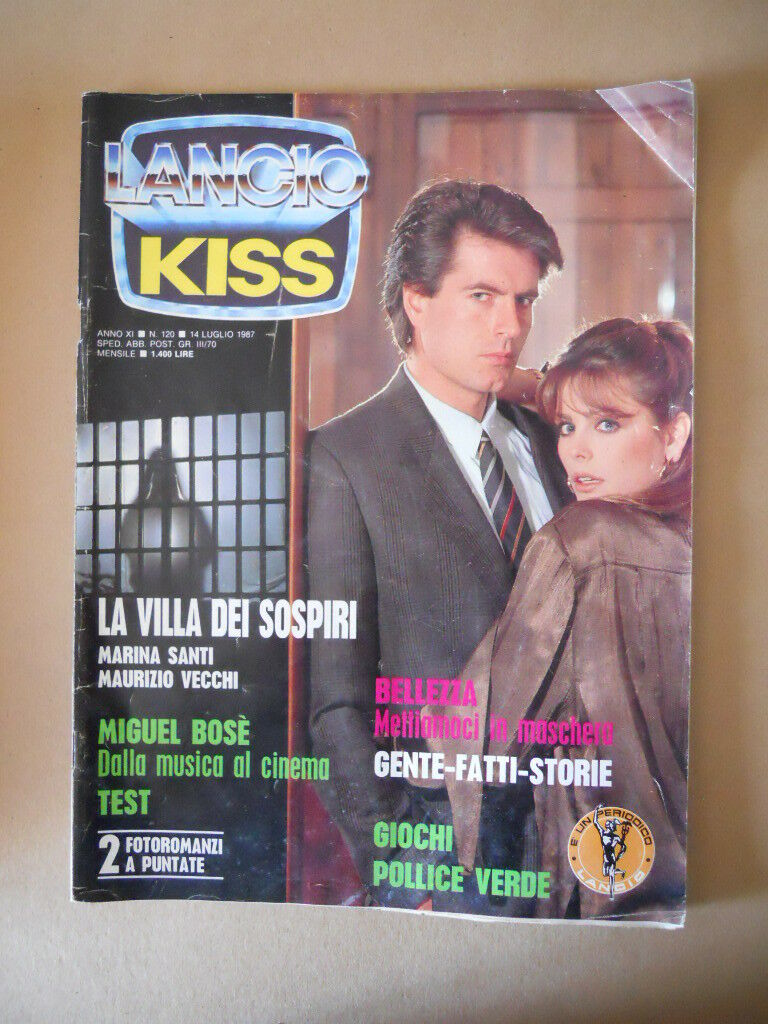 LANCIO
KISS
ANNO XI ■ N. 120 ■ 14 LUGLIO 1987
SPED. ABB. POST. GR. III/70
MENSILE ■ 1.400 LIRE
LA VILLA DEI SOSPIRI
MARINA SANTI
MAURIZIO VECCHI
MIGUEL BOSÈ
Dalla musica al cinema
TEST
2 FOTOROMANZI
A PUNTATE
BELLEZZA
Mettiamoci in maschera
GENTE-FATTI-STORIE
GIOCHI
POLLICE VERDE
È UN PERIODICO
LANCIO